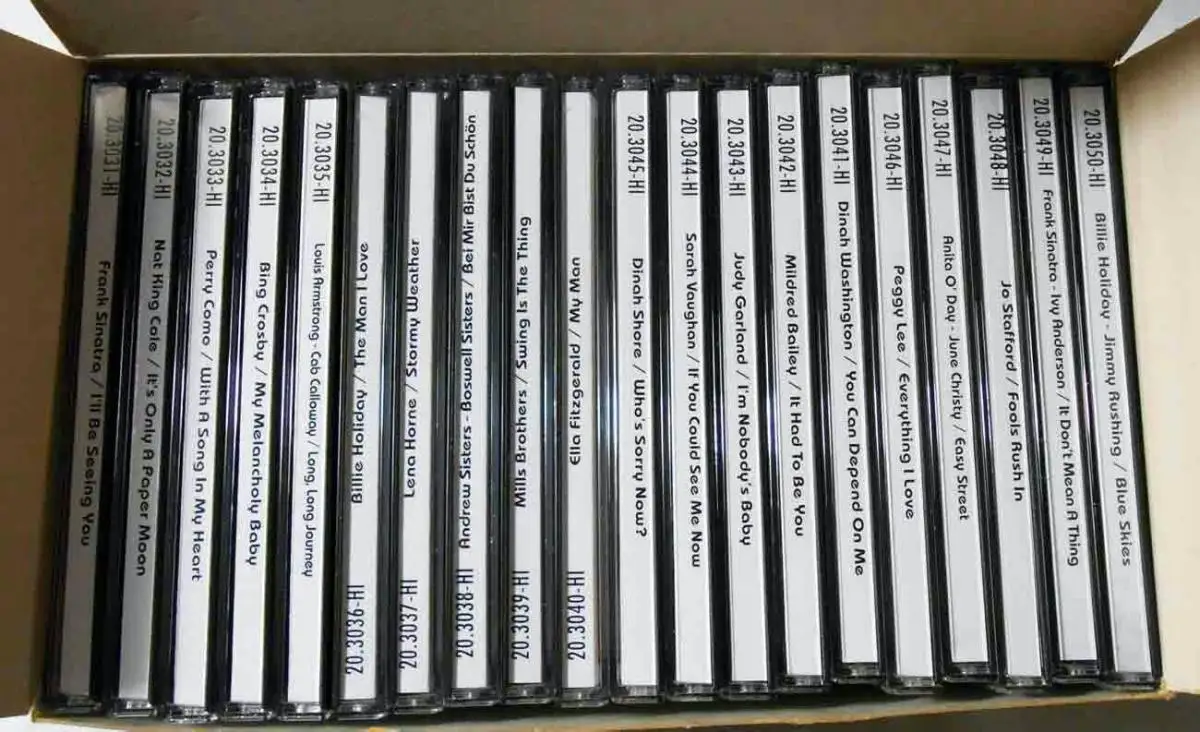 20.3031-HI Frank Sinatra / I'll Be Seeing You
20.3032-HI Nat King Cole / It's Only A Paper Moon
20.3033-HI Perry Como / With A Song In My Heart
20.3034-HI Bing Crosby / My Melancholy Baby
20.3035-HI Louis Armstrong - Cab Calloway / Long, Long Journey
20.3036-HI Billie Holiday / The Man I Love
20.3037-HI Lena Horne / Stormy Weather
20.3038-HI Andrew Sisters - Boswell Sisters / Bei Mir Bist Du Schön
20.3039-HI Mills Brothers / Swing Is The Thing
20.3040-HI Ella Fitzgerald / My Man
20.3045-HI Dinah Shore / Who's Sorry Now?
20.3044-HI Sarah Vaughan / If You Could See Me Now
20.3043-HI Judy Garland / I'm Nobody's Baby
20.3042-HI Mildred Bailey / It Had To Be You
20.3041-HI Dinah Washington / You Can Depend On Me
20.3046-HI Peggy Lee / Everything I Love
20.3047-HI Anita O' Day - June Christy / Easy Street
20.3048-HI Jo Stafford / Fools Rush In
20.3049-HI Frank Sinatra - Ivy Anderson / It Don't Mean A Thing
20.3050-HI Billie Holiday - Jimmy Rushing / Blue Skies